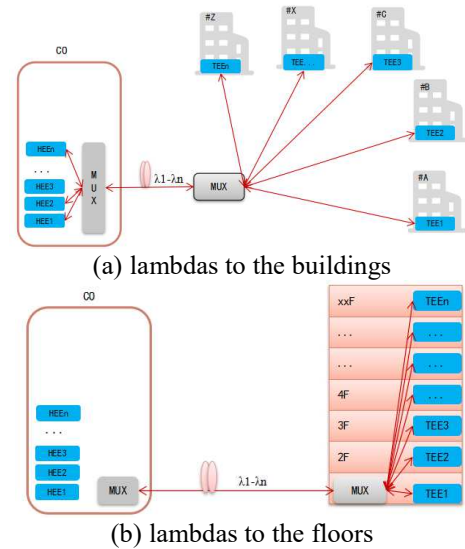 CO
HEEn
...
HEE3
HEE2
HEE1
MUX
λ1-λn
MUX
#Z
TEEn
#X
TEE...
#C
TEE3
#B
TEE2
#A
TEE1
(a) lambdas to the buildings
CO
HEEn
...
HEE3
HEE2
HEE1
MUX
λ1-λn
xxF
TEEn
...
...
...
...
4F
...
3F
TEE3
2F
TEE2
MUX
TEE1
(b) lambdas to the floors